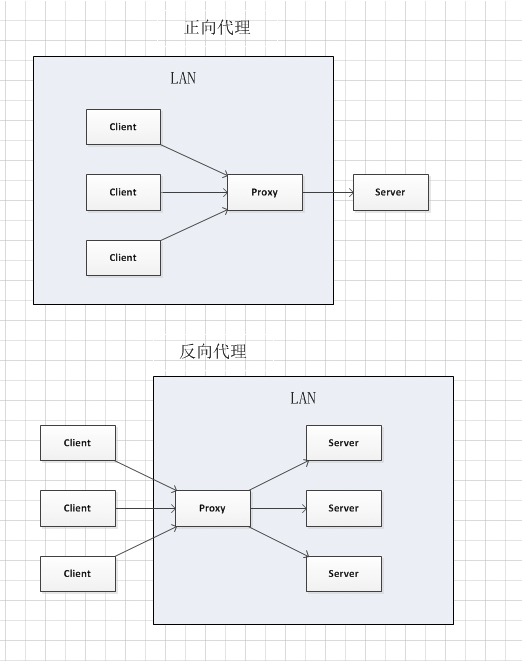 正向代理
LAN
Client
Client
Proxy
Server
Client
反向代理
LAN
Client
Server
Client
Proxy
Server
Client
Server